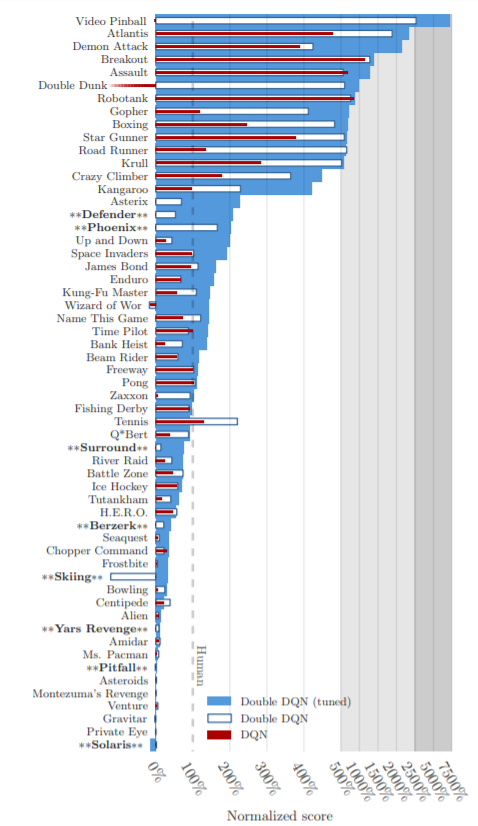 Video Pinball
Atlantis
Demon Attack
Breakout
Assault
Double Dunk
Robotank
Gopher
Boxing
Star Gunner
Road Runner
Krull
Crazy Climber
Kangaroo
Asterix
**Defender**
**Phoenix**
Up and Down
Space Invaders
James Bond
Enduro
Kung-Fu Master
Wizard of Wor
Name This Game
Time Pilot
Bank Heist
Beam Rider
Freeway
Pong
Zaxxon
Fishing Derby
Tennis
Q*Bert
**Surround**
River Raid
Battle Zone
Ice Hockey
Tutankham
H.E.R.O.
**Berzerk**
Seaquest
Chopper Command
Frostbite
**Skiing**
Bowling
Centipede
Alien
**Yars Revenge**
Amidar
Ms. Pacman
**Pitfall**
Asteroids
Montezuma's Revenge
Venture
Gravitar
Private Eye
**Solaris**
Human
Double DQN (tuned)
Double DQN
DQN
0% 100% 200% 300% 400% 500% 1000% 1500% 2000% 2500% 5000% 7500%
Normalized score